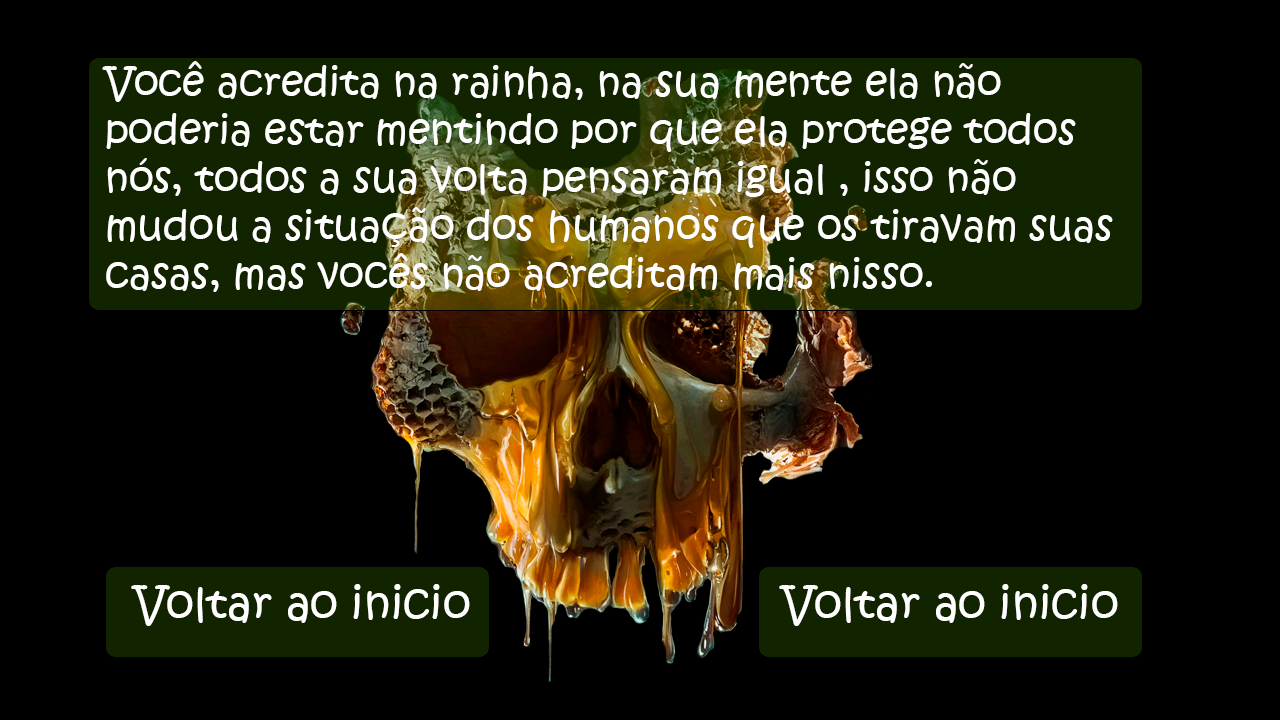 Você acredita na rainha, na sua mente ela não
poderia estar mentindo por que ela protege todos
nós, todos a sua volta pensaram igual , isso não
mudou a situação dos humanos que os tiravam suas
casas, mas vocês não acreditam mais nisso.
Voltar ao inicio
Voltar ao inicio